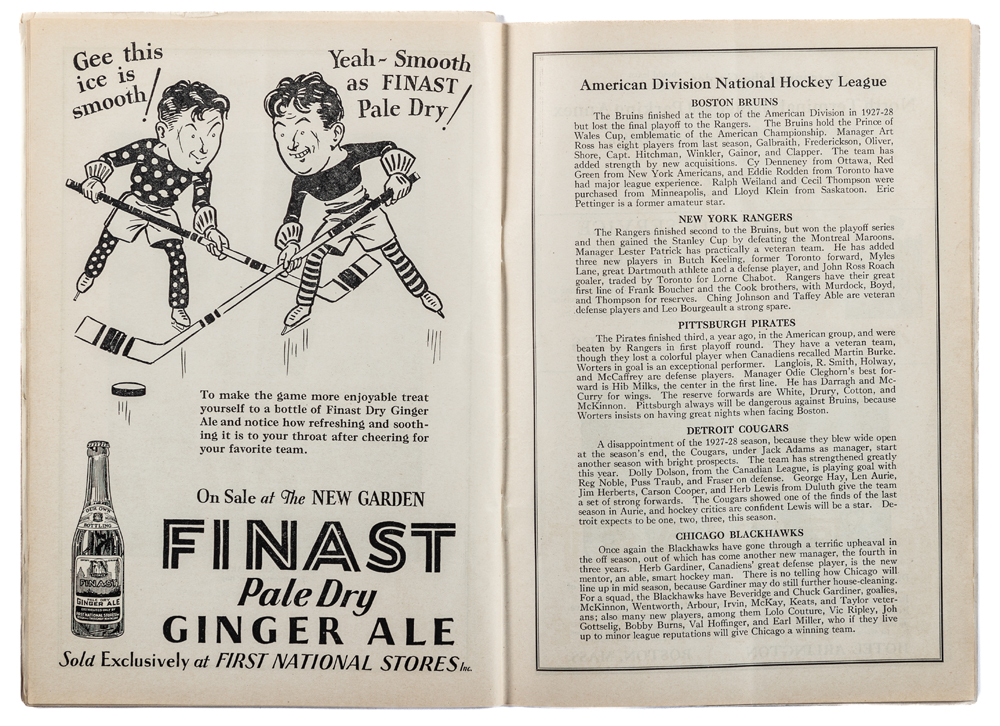 Gee this
ice is
smooth!
Yeah - Smooth
as FINAST
Pale Dry!
To make the game more enjoyable treat
yourself to a bottle of Finast Dry Ginger
Ale and notice how refreshing and sooth-
ing it is to your throat after cheering for
your favorite team.
On Sale at The NEW GARDEN
FINAST
Pale Dry
GINGER ALE
Sold Exclusively at FIRST NATIONAL STORES Inc.
OUR OWN
BOTTLING
FINAST
PALE DRY
GINGER ALE
FIRST NATIONAL STORES
American Division National Hockey League
BOSTON BRUINS
The Bruins finished at the top of the American Division in 1927-28
but lost the final playoff to the Rangers. The Bruins hold the Prince of
Wales Cup, emblematic of the American Championship. Manager Art
Ross has eight players from last season, Galbraith, Frederickson, Oliver,
Shore, Capt. Hitchman, Winkler, Gainor, and Clapper. The team has
added strength by new acquisitions. Cy Denneney from Ottawa, Red
Green from New York Americans, and Eddie Rodden from Toronto have
had major league experience. Ralph Weiland and Cecil Thompson were
purchased from Minneapolis, and Lloyd Klein from Saskatoon. Eric
Pettinger is a former amateur star.
NEW YORK RANGERS
The Rangers finished second to the Bruins, but won the playoff series
and then gained the Stanley Cup by defeating the Montreal Maroons.
Manager Lester Patrick has practically a veteran team. He has added
three new players in Butch Keeling, former Toronto forward, Myles
Lane, great Dartmouth athlete and a defense player, and John Ross Roach
goaler, traded by Toronto for Lorne Chabot. Rangers have their great
first line of Frank Boucher and the Cook brothers, with Murdock, Boyd,
and Thompson for reserves. Ching Johnson and Taffey Able are veteran
defense players and Leo Bourgeault a strong spare.
PITTSBURGH PIRATES
The Pirates finished third, a year ago, in the American group, and were
beaten by Rangers in first playoff round. They have a veteran team,
though they lost a colorful player when Canadiens recalled Martin Burke.
Worters in goal is an exceptional performer. Langlois, R. Smith, Holway,
and McCaffrey are defense players. Manager Odie Cleghorn's best for-
ward is Hib Milks, the center in the first line. He has Darragh and Mc-
Curry for wings. The reserve forwards are White, Drury, Cotton, and
McKinnon. Pittsburgh always will be dangerous against Bruins, because
Worters insists on having great nights when facing Boston.
DETROIT COUGARS
A disappointment of the 1927-28 season, because they blew wide open
at the season's end, the Cougars, under Jack Adams as manager, start
another season with bright prospects. The team has strengthened greatly
this year. Dolly Dolson, from the Canadian League, is playing goal with
Reg Noble, Puss Traub, and Fraser on defense. George Hay, Len Aurie,
Jim Herberts, Carson Cooper, and Herb Lewis from Duluth give the team
a set of strong forwards. The Cougars showed one of the finds of the last
season in Aurie, and hockey critics are confident Lewis will be a star. De-
troit expects to be one, two, three, this season.
CHICAGO BLACKHAWKS
Once again the Blackhawks have gone through a terrific upheaval in
the off season, out of which has come another new manager, the fourth in
three years. Herb Gardiner, Canadiens' great defense player, is the new
mentor, an able, smart hockey man. There is no telling how Chicago will
line up in mid season, because Gardiner may do still further house-cleaning.
For a squad, the Blackhawks have Beveridge and Chuck Gardiner, goalies,
McKinnon, Wentworth, Arbour, Irvin, McKay, Keats, and Taylor veter-
ans; also many new players, among them Lolo Couture, Vic Ripley, Joh
Gottselig, Bobby Burns, Val Hoffinger, and Earl Miller, who if they live
up to minor league reputations will give Chicago a winning team.